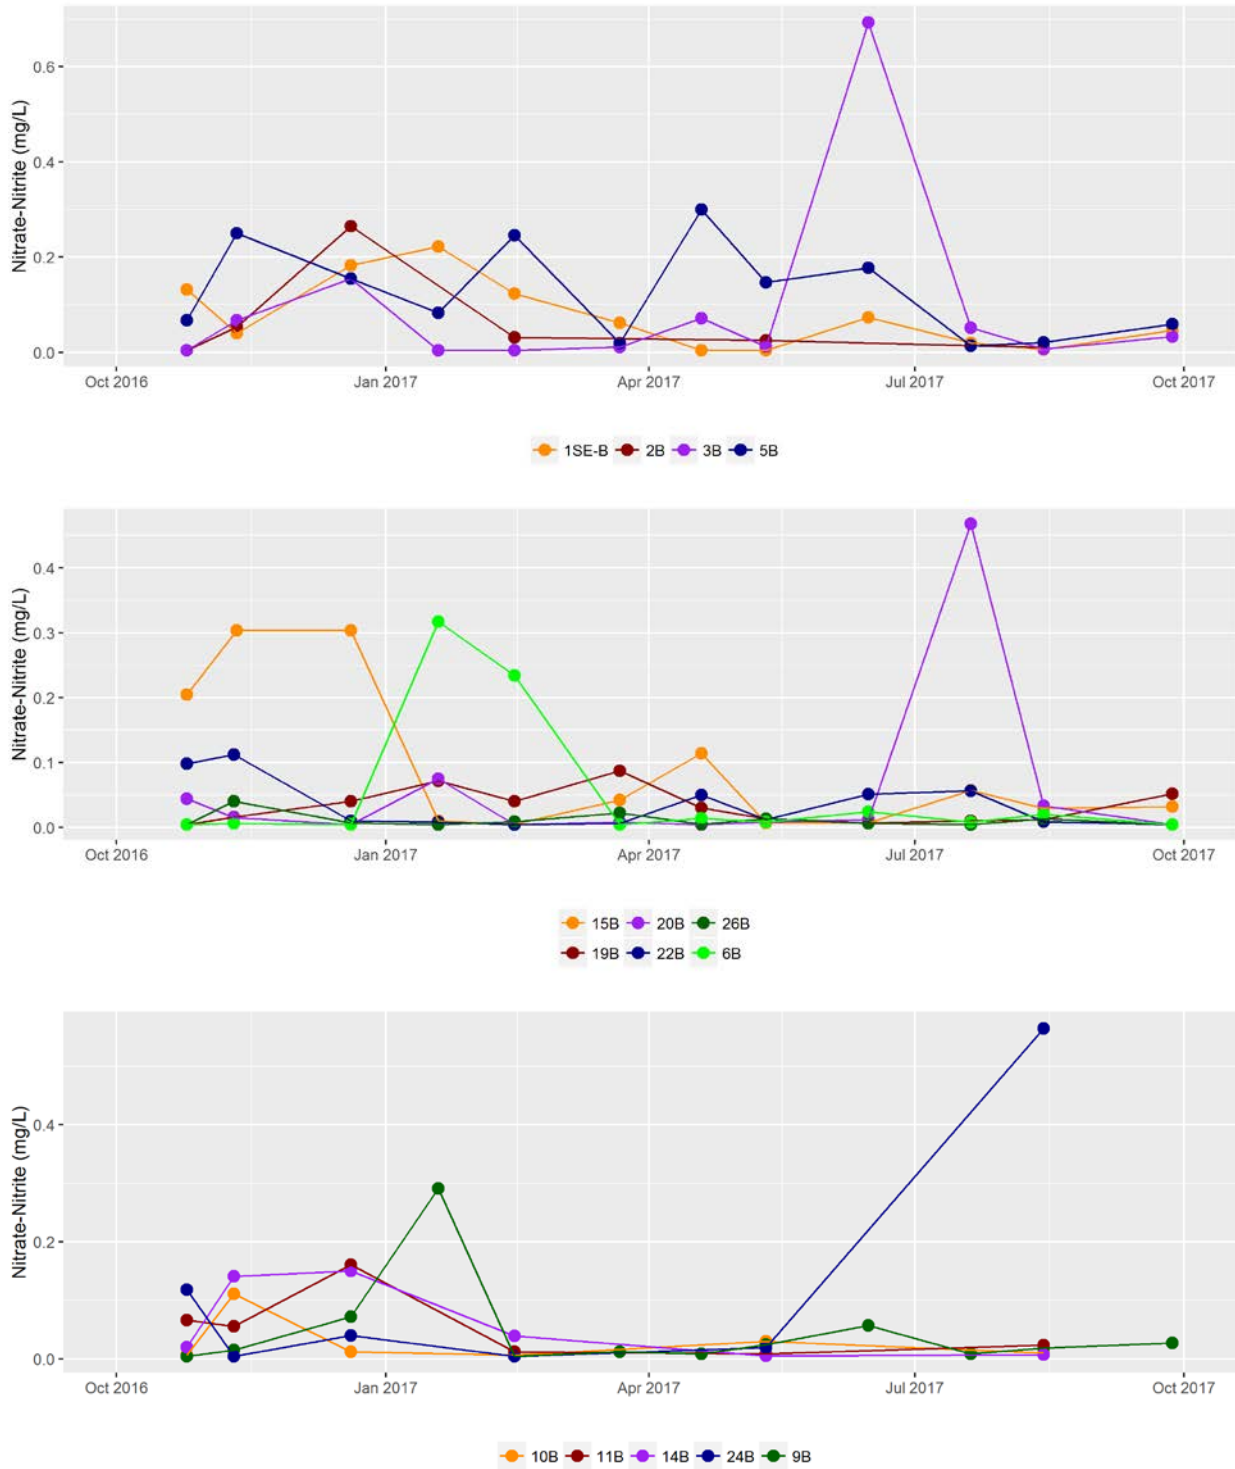 Nitrate-Nitrite (mg/L)
0.6
0.4
0.2
0.0
Oct 2016 Jan 2017 Apr 2017 Jul 2017 Oct 2017
1SE-B 2B 3B 5B
Nitrate-Nitrite (mg/L)
0.4
0.3
0.2
0.1
0.0
Oct 2016 Jan 2017 Apr 2017 Jul 2017 Oct 2017
15B 20B 26B
19B 22B 6B
Nitrate-Nitrite (mg/L)
0.4
0.2
0.0
Oct 2016 Jan 2017 Apr 2017 Jul 2017 Oct 2017
10B 11B 14B 24B 9B